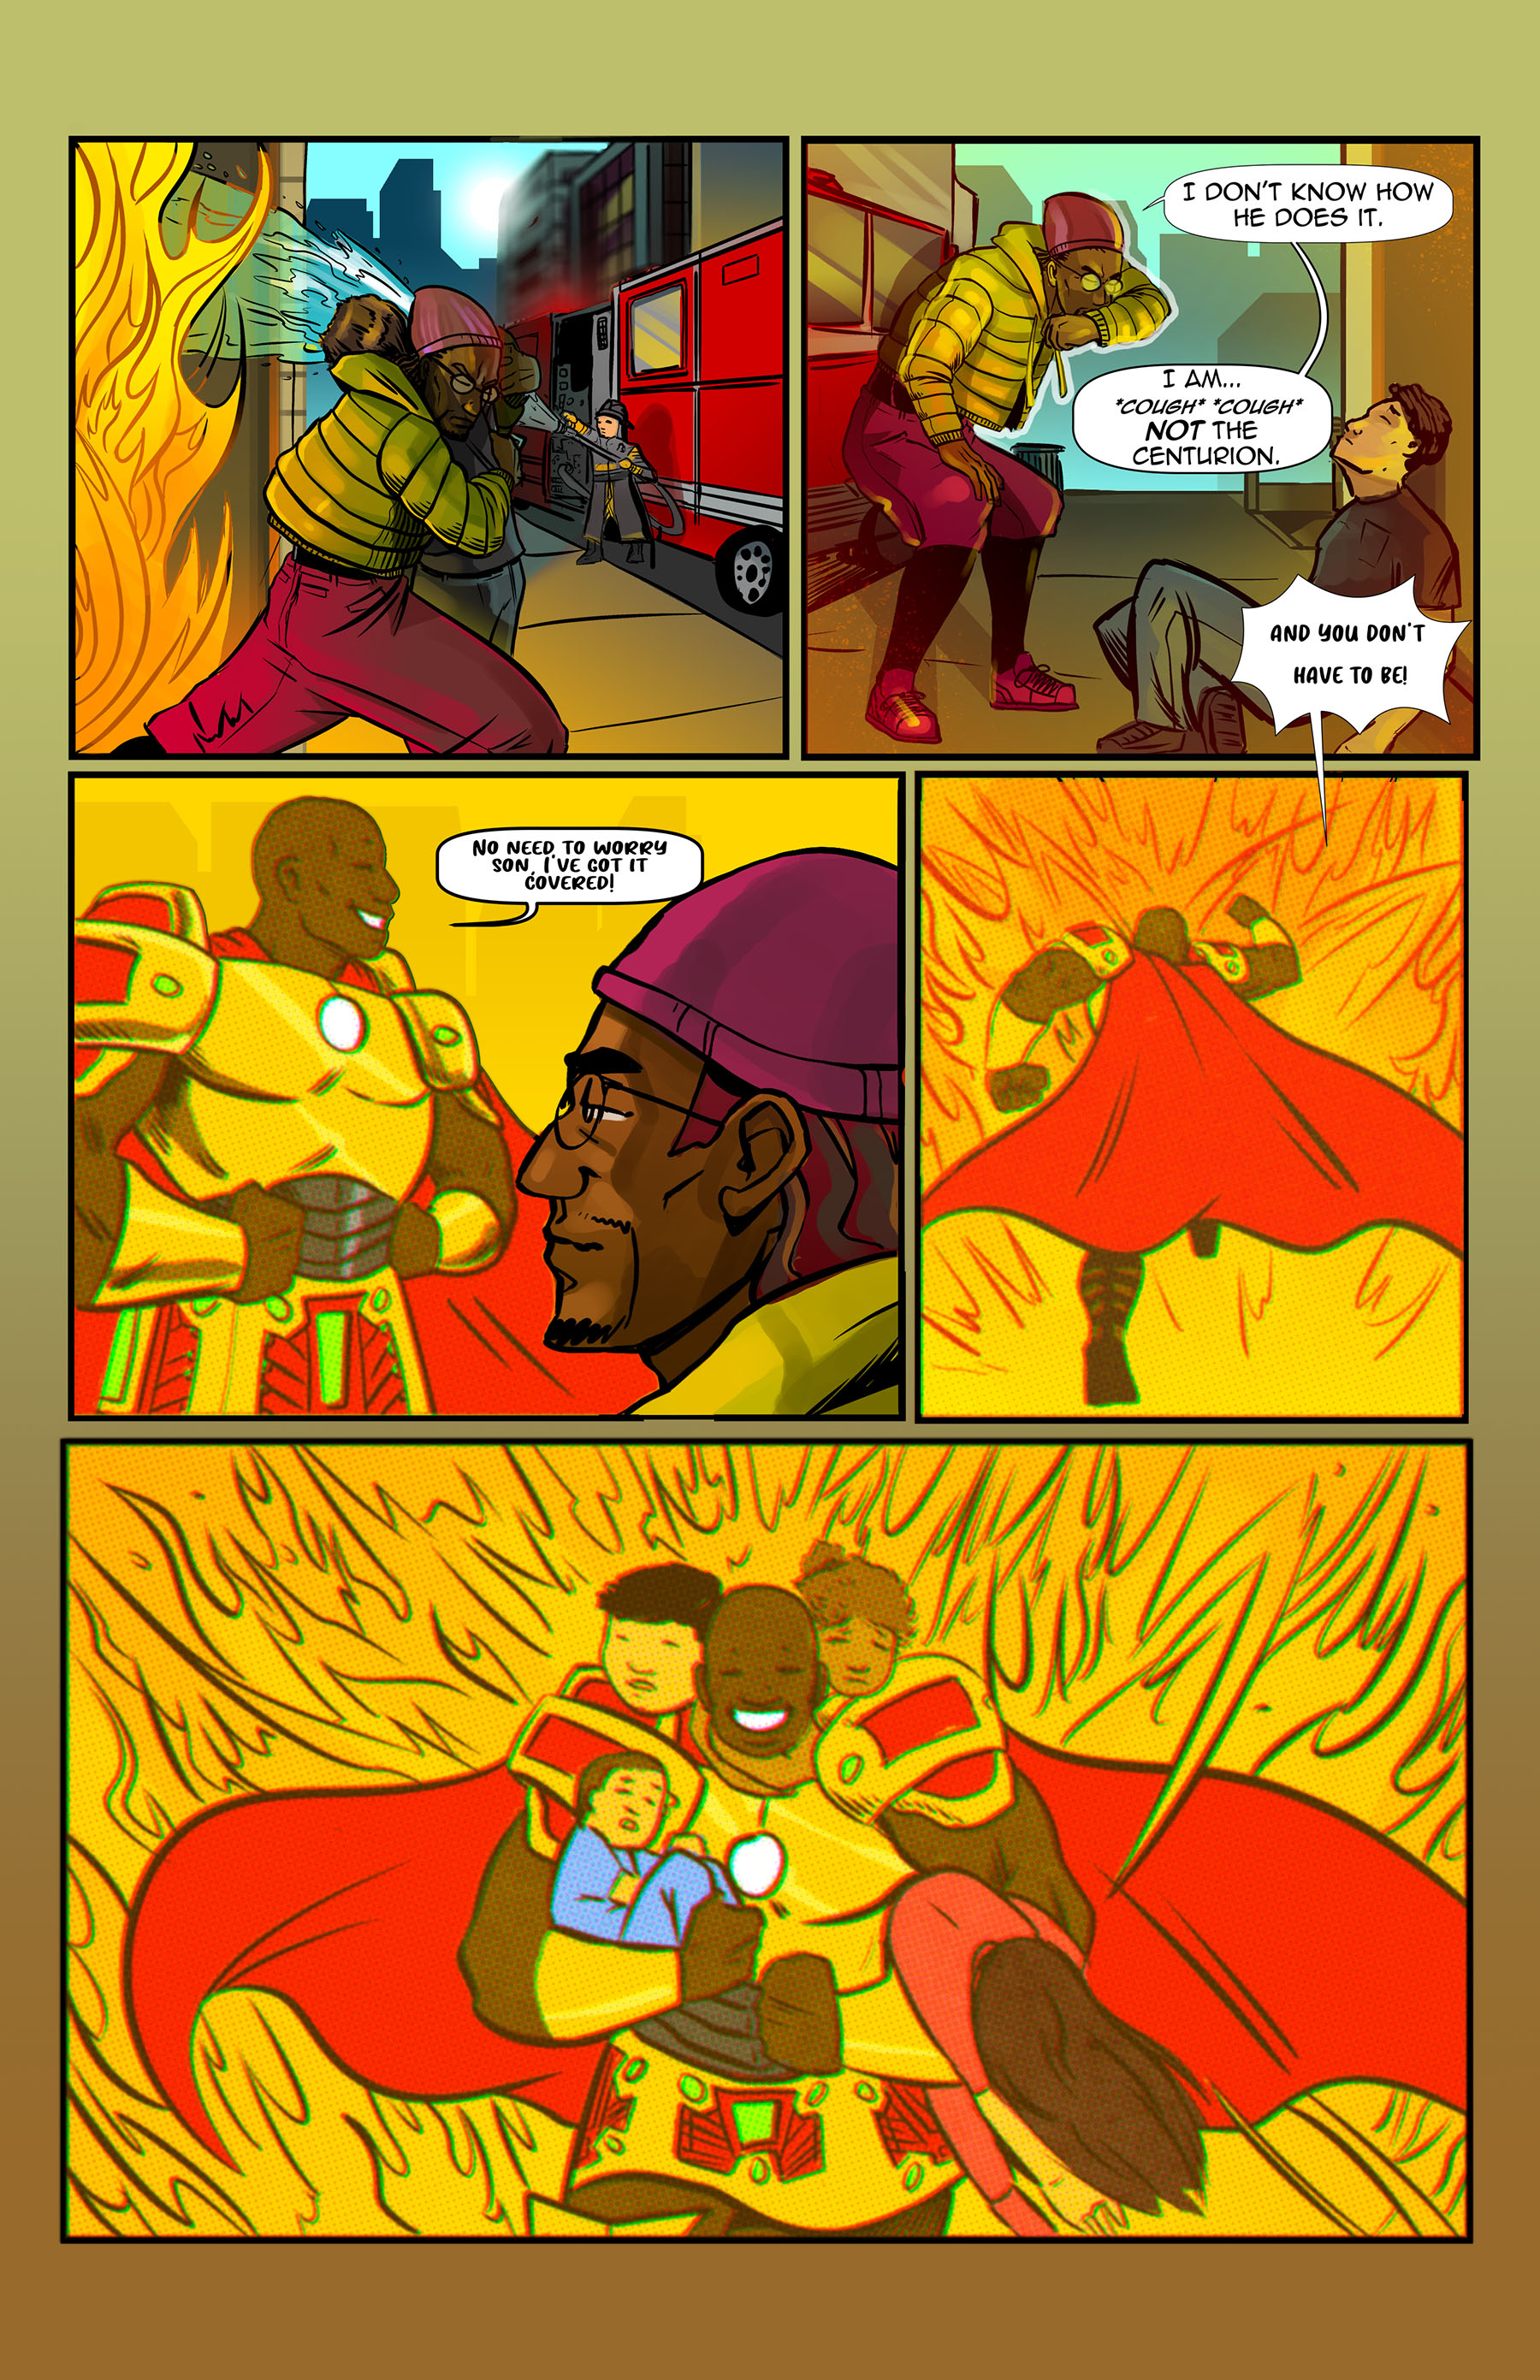 I DON'T KNOW HOW
HE DOES IT.
I AM...
*COUGH* *COUGH*
NOT THE
CENTURION.
AND YOU DON'T
HAVE TO BE!
NO NEED TO WORRY
SON, I'VE GOT IT
COVERED!